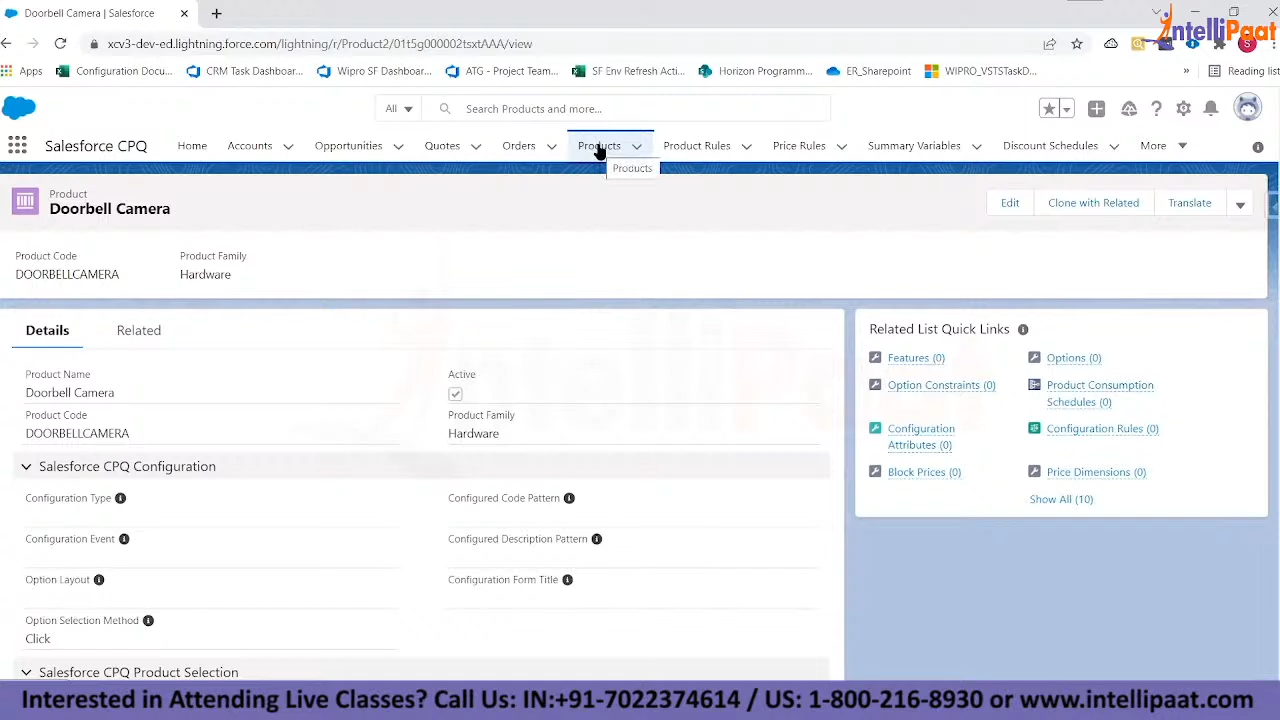 Doorbell Camera | Salesforce
IntelliPaat
xcv3-dev-ed.lightning.force.com/lightning/r/Product2/
AAA/view
Apps
Configuration Docu...
CRM Task Dashboar...
Wipro SF Dashboar...
ATG - Project Team...
SF Env Refresh Acti...
Horizon Programm...
ER_Sharepoint
WIPRO_VSTSTaskD...
»
Reading list
All
Search Products and more...
Salesforce CPQ
Home
Accounts
Opportunities
Quotes
Orders
Products
Product Rules
Price Rules
Summary Variables
Discount Schedules
More
Products
Product
Doorbell Camera
Edit
Clone with Related
Translate
Product Code
Product Family
DOORBELLCAMERA
Hardware
Details
Related
Product Name
Active
Doorbell Camera
Product Code
Product Family
DOORBELLCAMERA
Hardware
Salesforce CPQ Configuration
Configuration Type
Configured Code Pattern
Configuration Event
Configured Description Pattern
Option Layout
Configuration Form Title
Option Selection Method
Click
Salesforce CPQ Product Selection
Related List Quick Links
Features (0)
Options (0)
Option Constraints (0)
Product Consumption
Schedules (0)
Configuration
Attributes (0)
Configuration Rules (0)
Block Prices (0)
Price Dimensions (0)
Show All (10)
Interested in Attending Live Classes? Call Us: IN:+91-7022374614 / US: 1-800-216-8930 or www.intellipaat.com